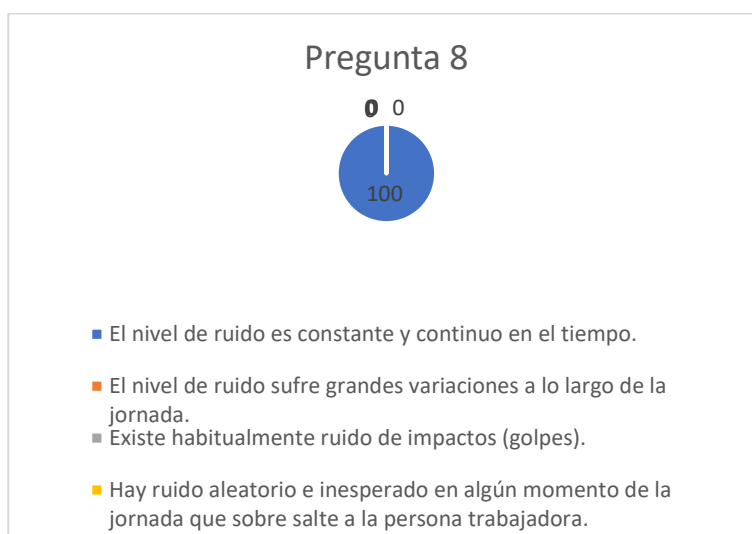 Pregunta 8
0 0
100
El nivel de ruido es constante y continuo en el tiempo.
El nivel de ruido sufre grandes variaciones a lo largo de la
jornada.
Existe habitualmente ruido de impactos (golpes).
Hay ruido aleatorio e inesperado en algún momento de la
jornada que sobre salte a la persona trabajadora.